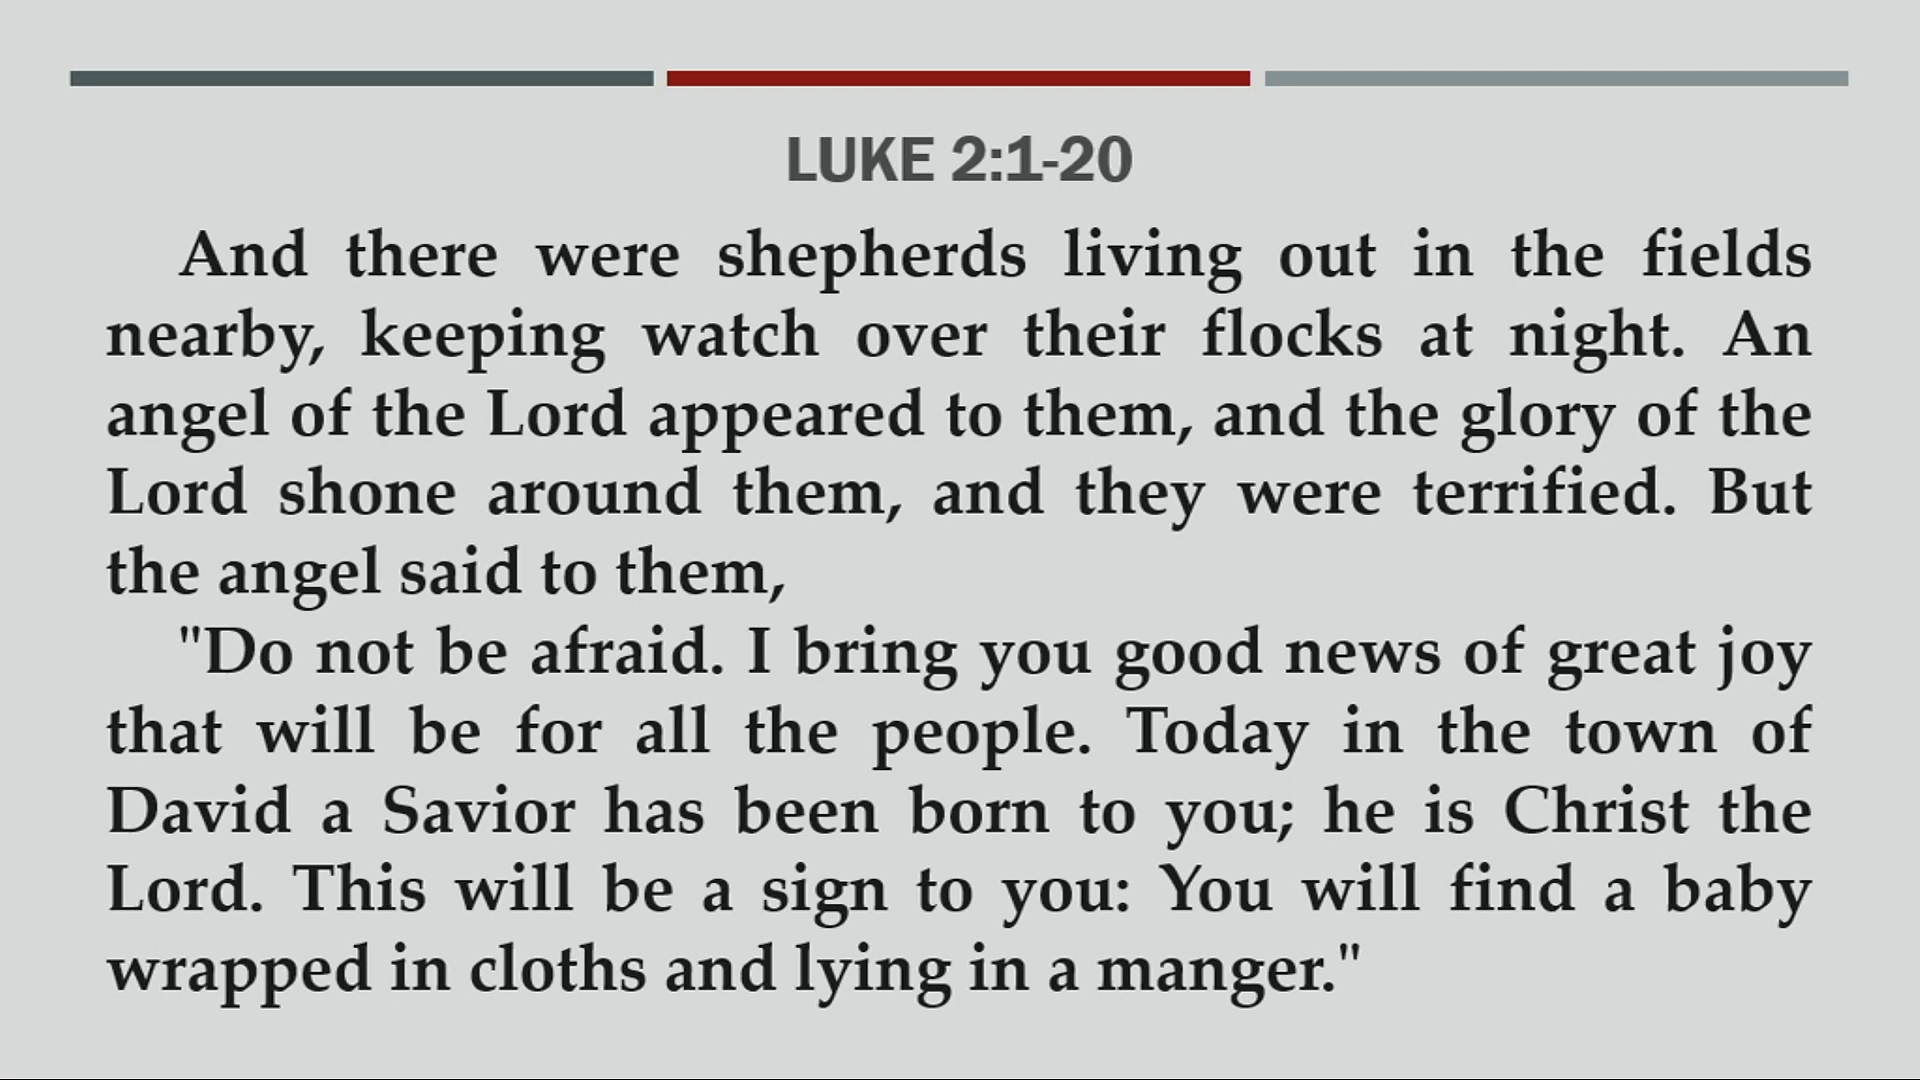 LUKE 2:1-20
And there were shepherds living out in the fields
nearby, keeping watch over their flocks at night. An
angel of the Lord appeared to them, and the glory of the
Lord shone around them, and they were terrified. But
the angel said to them,
"Do not be afraid. I bring you good news of great joy
that will be for all the people. Today in the town of
David a Savior has been born to you; he is Christ the
Lord. This will be a sign to you: You will find a baby
wrapped in cloths and lying in a manger."